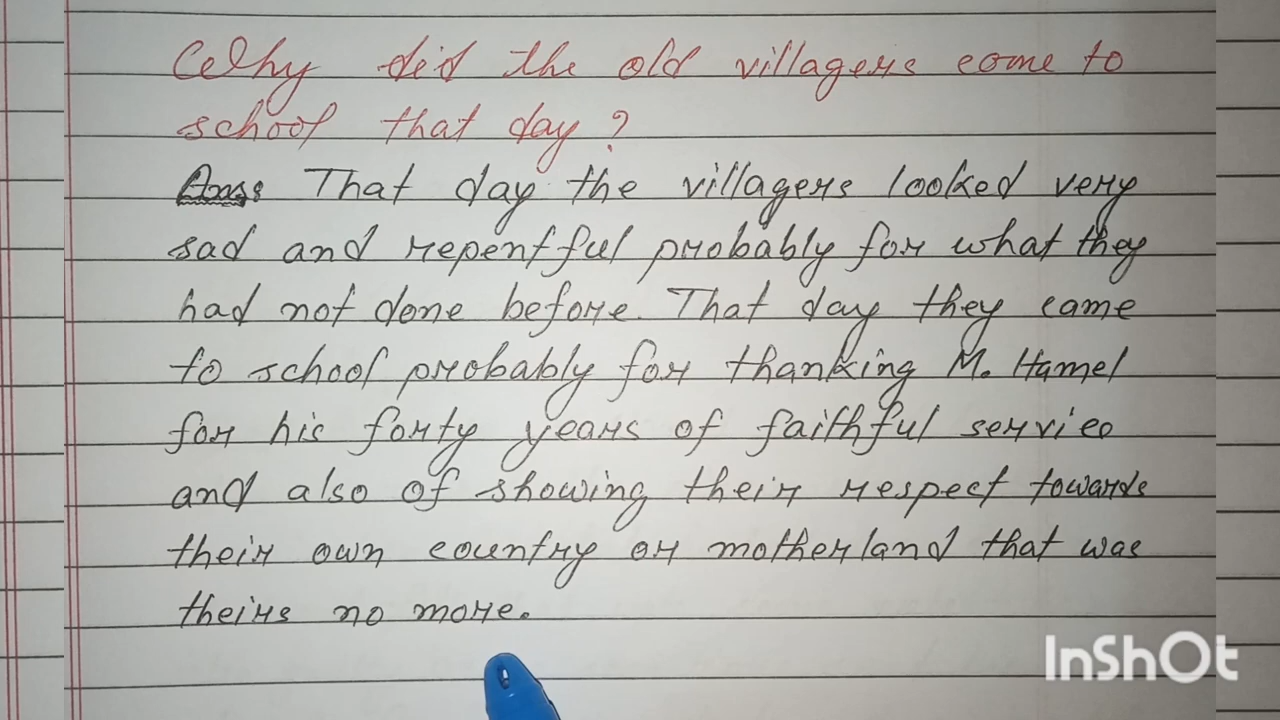 Why did the old villagers come to
school that day?
Ans: That day the villagers looked very
sad and repentful probably for what they
had not done before. That day they came
to school probably for thanking M. Hamel
for his forty years of faithful service
and also of showing their respect towards
their own country or motherland that was
theirs no more.
InShOt